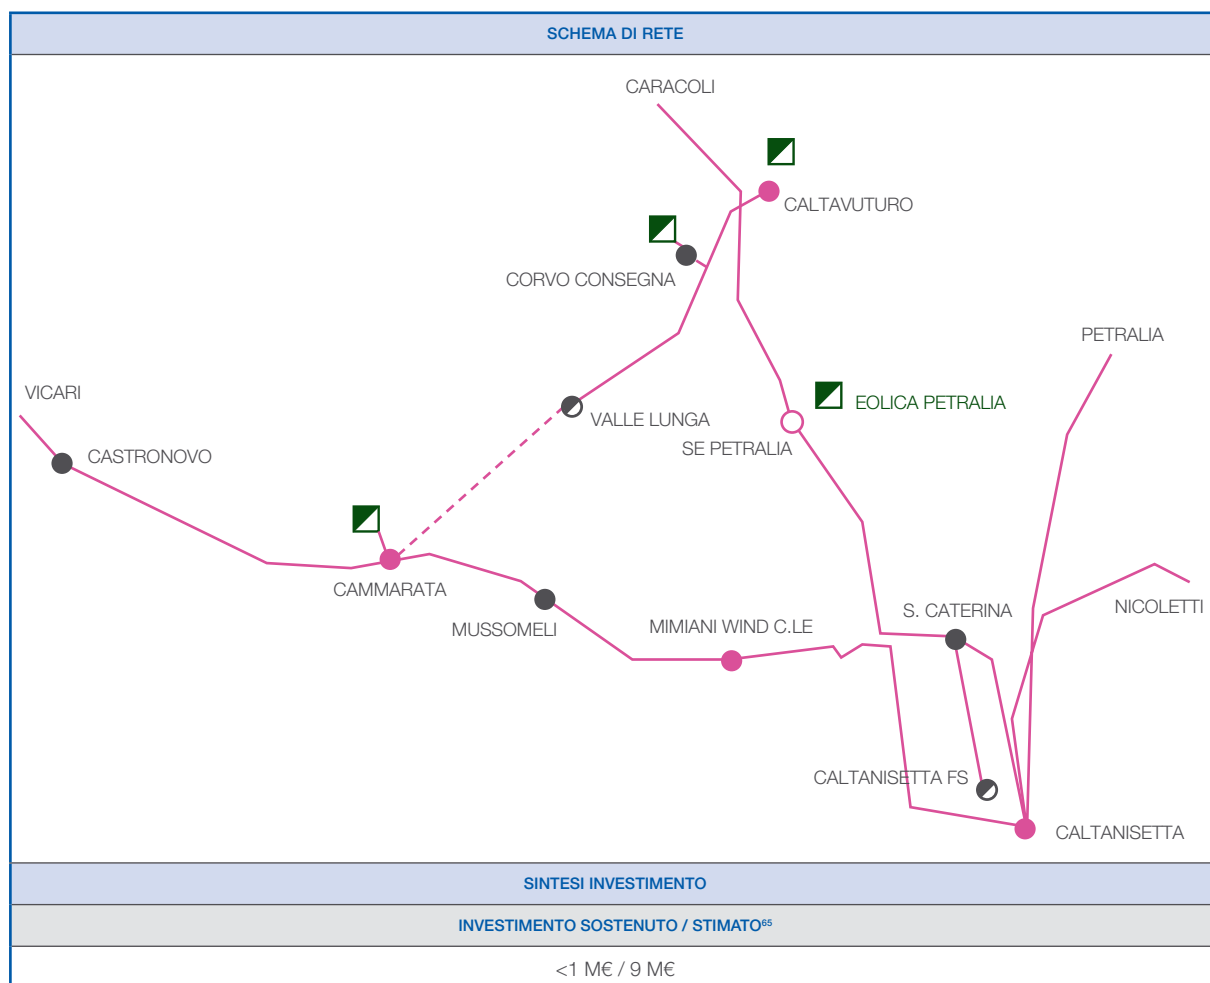 SCHEMA DI RETE
CARACOLI
CALTAVUTURO
CORVO CONSEGNA
PETRALIA
VICARI
EOLICA PETRALIA
VALLE LUNGA
SE PETRALIA
CASTRONOVO
CAMMARATA
NICOLETTI
S. CATERINA
MUSSOMELI
MIMIANI WIND C.LE
CALTANISETTA FS
CALTANISETTA
SINTESI INVESTIMENTO
INVESTIMENTO SOSTENUTO / STIMATO⁶⁵
<1 M€ / 9 M€